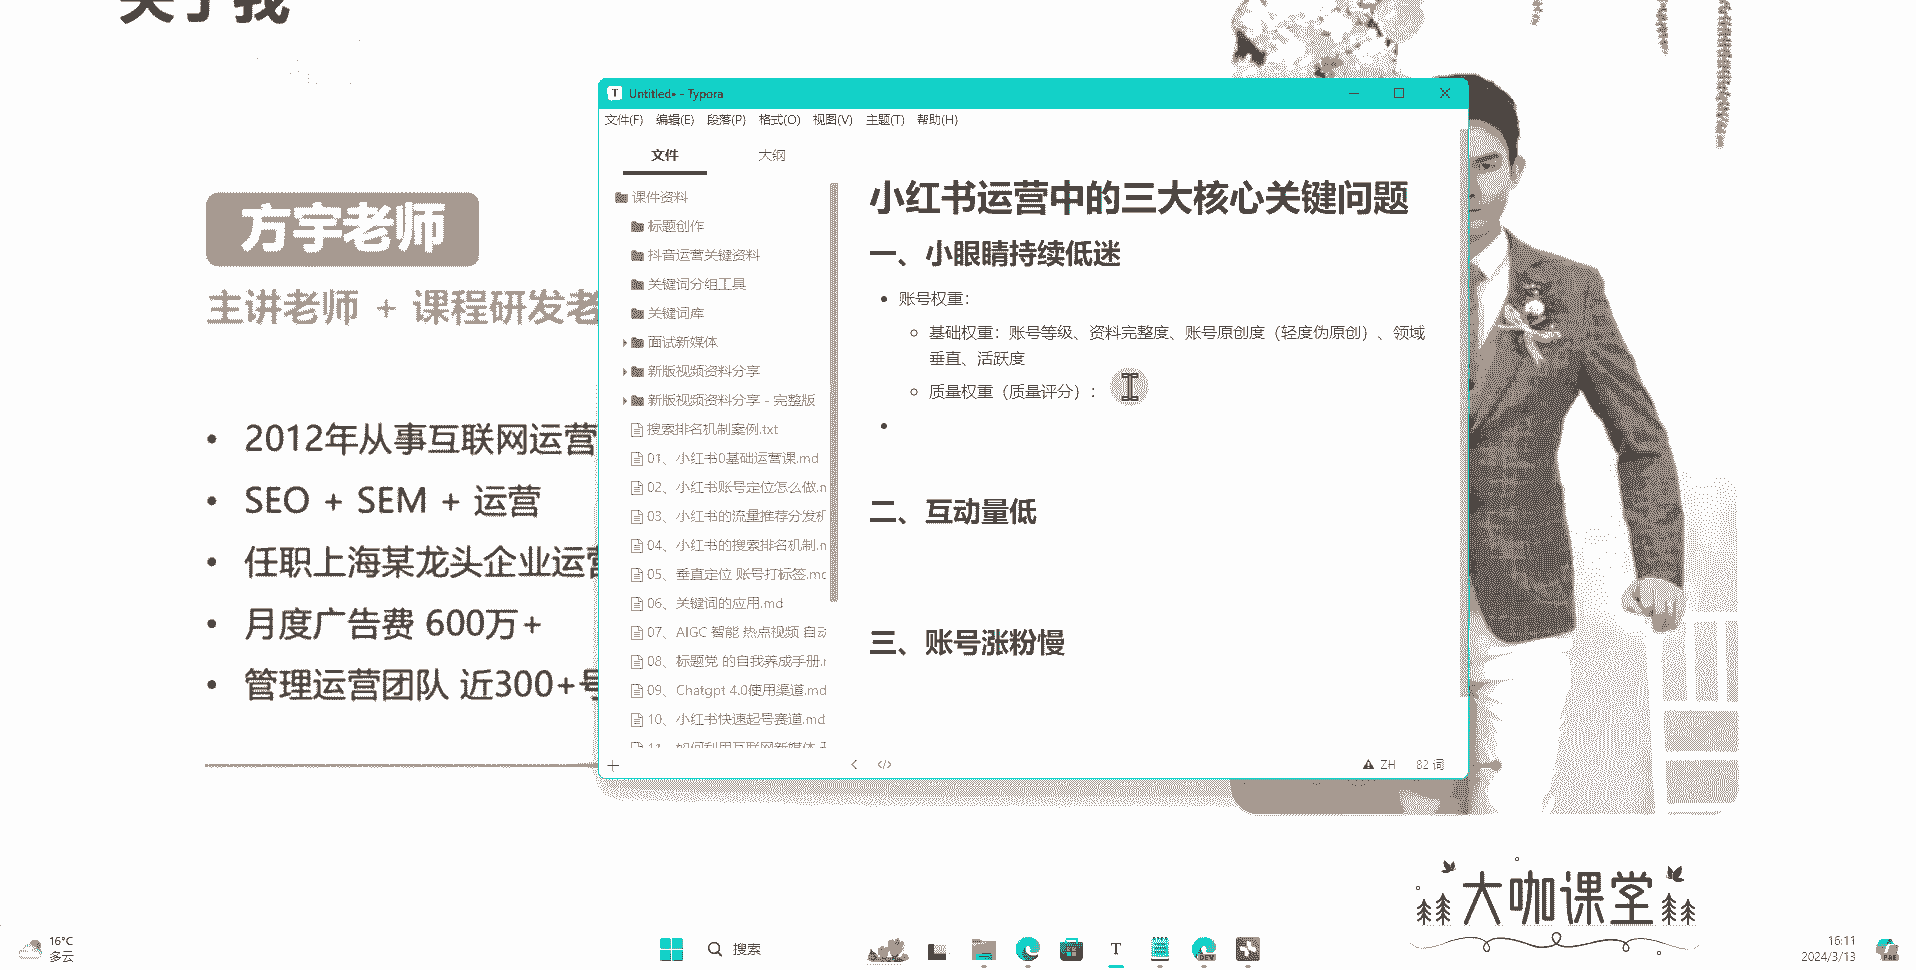 关于我
方宇老师
主讲老师 + 课程研发老
2012年从事互联网运营
SEO + SEM + 运营
任职上海某龙头企业运营
月度广告费 600万+
管理运营团队 近300+号
Untitled• - Typora
文件(F) 编辑(E) 段落(P) 格式(O) 视图(V) 主题(T) 帮助(H)
文件 大纲
课件资料
标题创作
抖音运营关键资料
关键词分组工具
关键词库
面试新媒体
新版视频资料分享
新版视频资料分享 - 完整版
搜索排名机制案例.txt
01、小红书0基础运营课.md
02、小红书账号定位怎么做.m
03、小红书的流量推荐分发机
04、小红书的搜索排名机制.m
05、垂直定位 账号打标签.md
06、关键词的应用.md
07、AIGC 智能 热点视频 自动
08、标题党 的自我养成手册.m
09、Chatgpt 4.0使用渠道.md
10、小红书快速起号赛道.md
11、如何利用互联网新媒体
小红书运营中的三大核心关键问题
一、小眼睛持续低迷
账号权重：
基础权重：账号等级、资料完整度、账号原创度（轻度伪原创）、领域
垂直、活跃度
质量权重（质量评分）：
二、互动量低
三、账号涨粉慢
</> ZH 82 词
大咖课堂
16°C
多云
搜索
16:11
2024/3/13